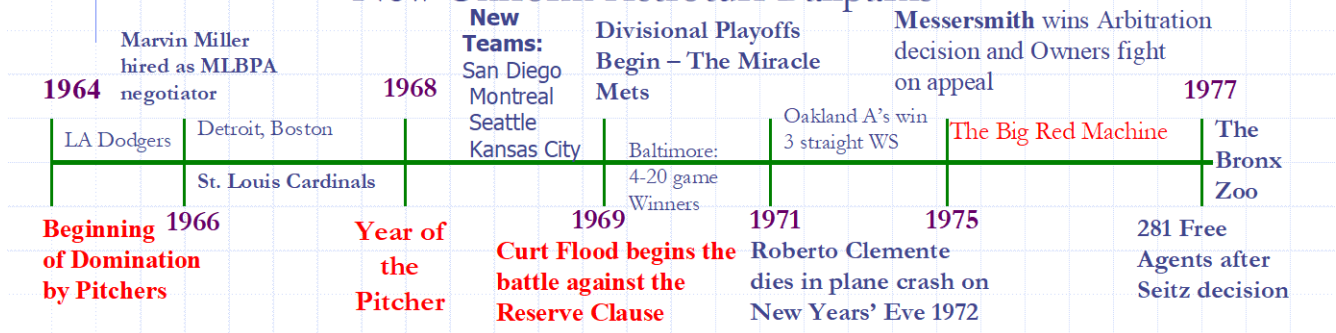 Marvin Miller
hired as MLBPA
negotiator
1964
1968
New
Teams:
San Diego
Montreal
Seattle
Kansas City
Divisional Playoffs
Begin – The Miracle
Mets
Messersmith wins Arbitration
decision and Owners fight
on appeal
1977
LA Dodgers
Detroit, Boston
St. Louis Cardinals
Baltimore:
4-20 game
Winners
Oakland A's win
3 straight WS
The Big Red Machine
The
Bronx
Zoo
Beginning
of Domination
by Pitchers
1966
Year of
the
Pitcher
1969
Curt Flood begins the
battle against the
Reserve Clause
1971
Roberto Clemente
dies in plane crash on
New Years' Eve 1972
1975
281 Free
Agents after
Seitz decision